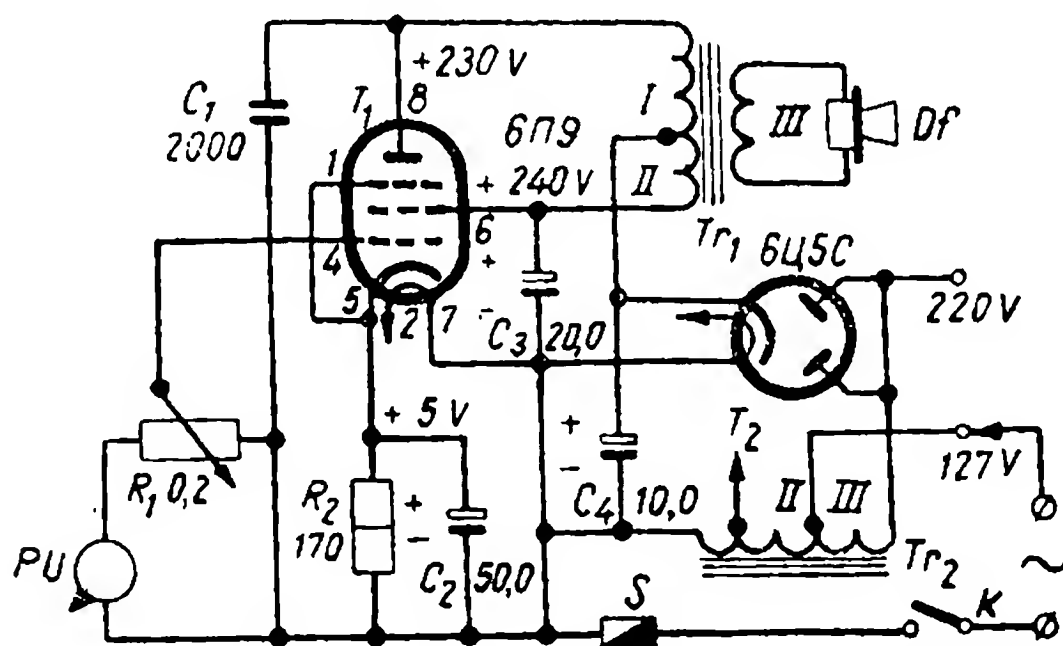 + 230 V
C₁
2000
T₁
8
6П9
1
+ 240 V
4
6
5
2
7
+
-
C₃
20,0
I
II
III
Df
Tr₁
6Ц5С
220 V
T₂
127 V
+
-
C₄
10,0
II
III
Tr₂
~
+ 5 V
R₁ 0,2
R₂
170
+
-
C₂
50,0
PU
S
K